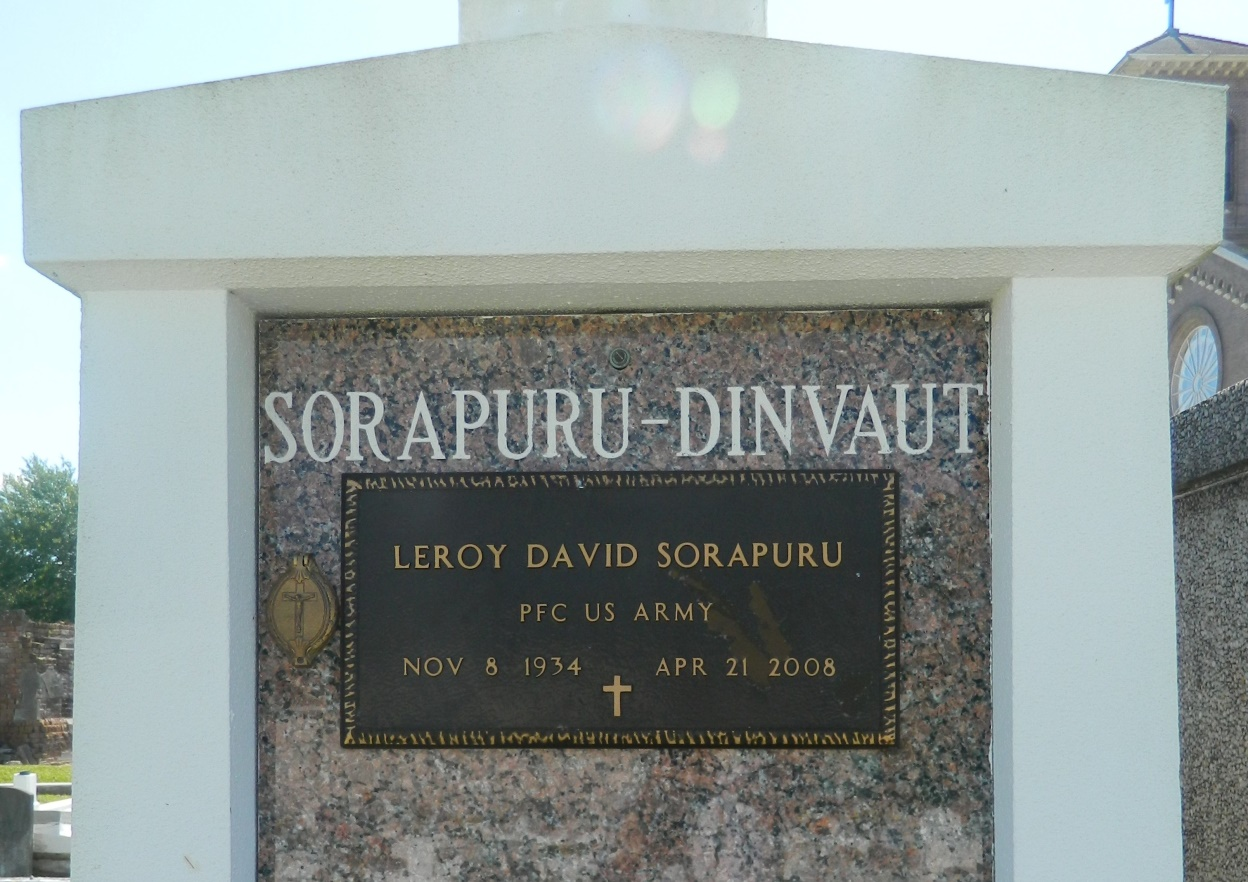 SORAPURU-DINVAUT
LEROY DAVID SORAPURU
PFC US ARMY
NOV 8 1934 APR 21 2008